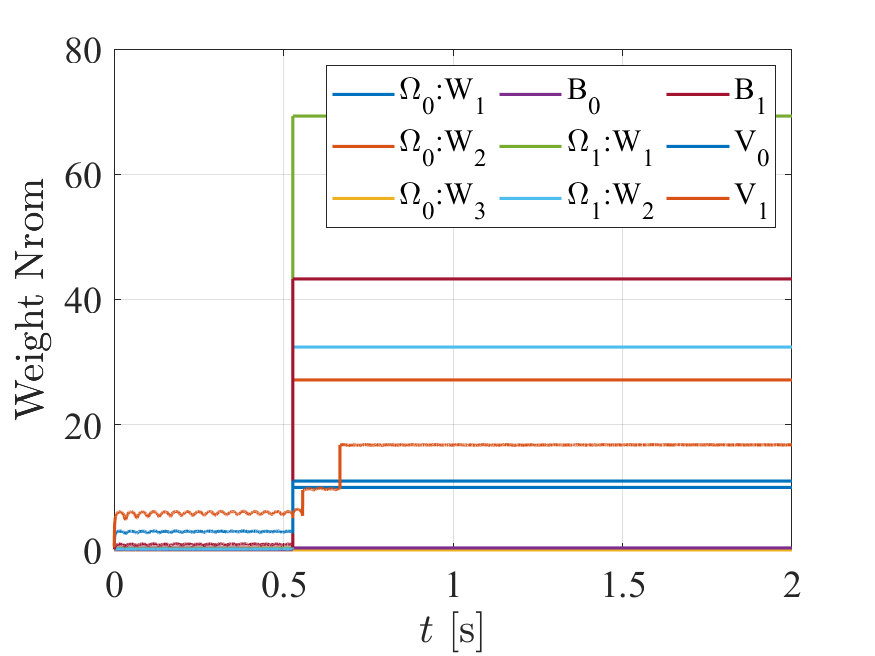 80
60
40
20
0
Weight Nrom
Ω₀:W₁ B₀ B₁
Ω₀:W₂ Ω₁:W₁ V₀
Ω₀:W₃ Ω₁:W₂ V₁
0 0.5 1 1.5 2
t [s]